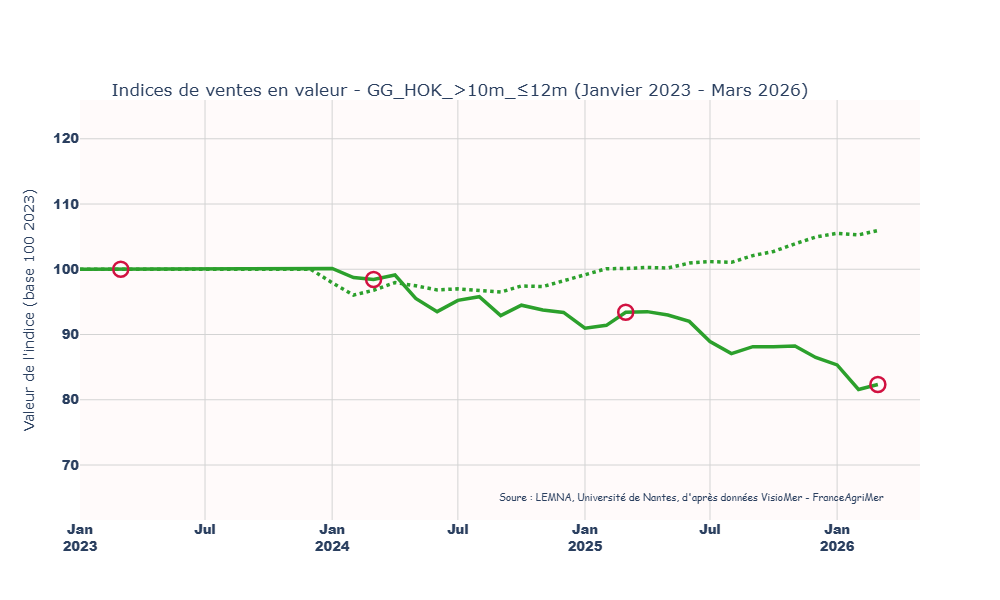 Indices de ventes en valeur - GG_HOK_>10m_≤12m (Janvier 2023 - Mars 2026)
Valeur de l'indice (base 100 2023)
120
110
100
90
80
70
Soure : LEMNA, Université de Nantes, d'après données VisioMer - FranceAgriMer
Jan Jul Jan Jul Jan Jul Jan
2023 2024 2025 2026